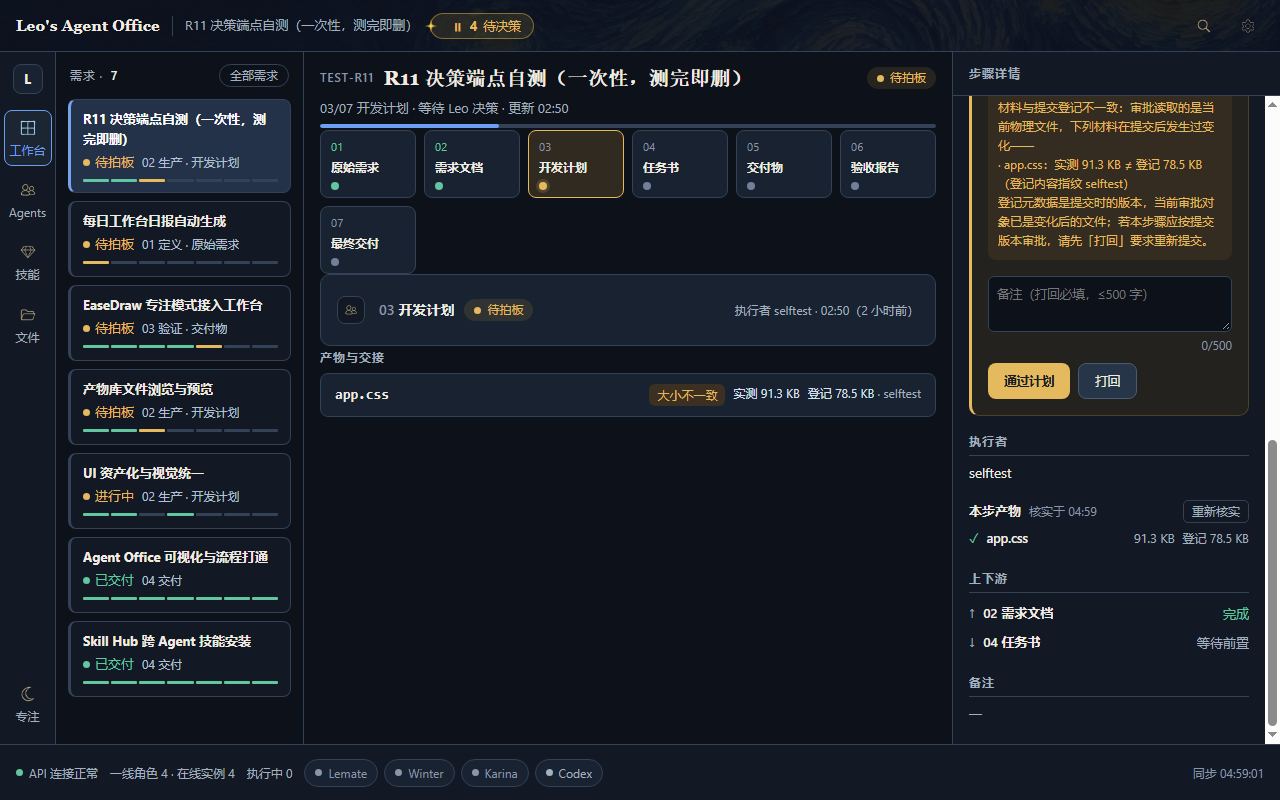 Leo's Agent Office
R11 决策端点自测（一次性，测完即删）
4 待决策
L
工作台
Agents
技能
文件
专注
需求 · 7
全部需求
R11 决策端点自测（一次性，测
完即删）
待拍板 02 生产 · 开发计划
每日工作台日报自动生成
待拍板 01 定义 · 原始需求
EaseDraw 专注模式接入工作台
待拍板 03 验证 · 交付物
产物库文件浏览与预览
待拍板 02 生产 · 开发计划
UI 资产化与视觉统一
进行中 02 生产 · 开发计划
Agent Office 可视化与流程打通
已交付 04 交付
Skill Hub 跨 Agent 技能安装
已交付 04 交付
TEST-R11 R11 决策端点自测（一次性，测完即删）
待拍板
03/07 开发计划 · 等待 Leo 决策 · 更新 02:50
01
原始需求
02
需求文档
03
开发计划
04
任务书
05
交付物
06
验收报告
07
最终交付
03 开发计划 待拍板 执行者 selftest · 02:50（2 小时前）
产物与交接
app.css 大小不一致 实测 91.3 KB 登记 78.5 KB · selftest
步骤详情
材料与提交登记不一致：审批读取的是当
前物理文件，下列材料在提交后发生过变
化——
· app.css：实测 91.3 KB ≠ 登记 78.5 KB
（登记内容指纹 selftest）
登记元数据是提交时的版本，当前审批对
象已是变化后的文件；若本步骤应按提交
版本审批，请先「打回」要求重新提交。
备注（打回必填，≤500 字）
0/500
通过计划
打回
执行者
selftest
本步产物 核实于 04:59 重新核实
✓ app.css 91.3 KB 登记 78.5 KB
上下游
↑ 02 需求文档 完成
↓ 04 任务书 等待前置
备注
—
API 连接正常 一线角色 4 · 在线实例 4 执行中 0 Lemate Winter Karina Codex 同步 04:59:01